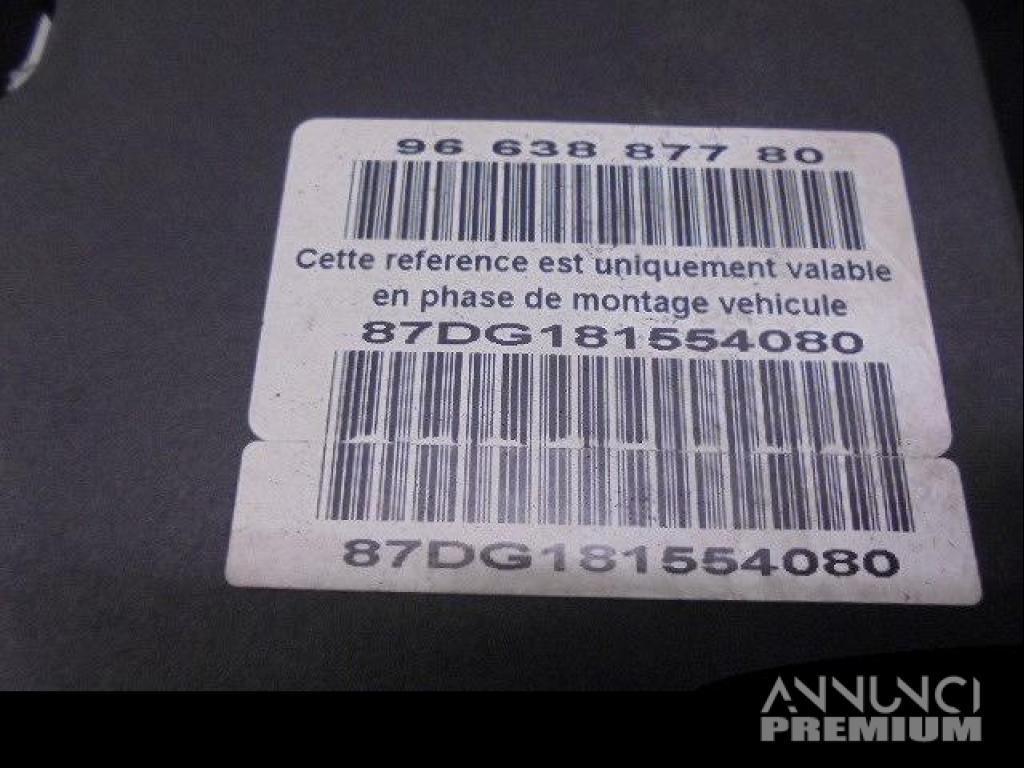 96 638 877 80
Cette reference est uniquement valable
en phase de montage vehicule
87DG181554080
87DG181554080
ANNUNCI
PREMIUM